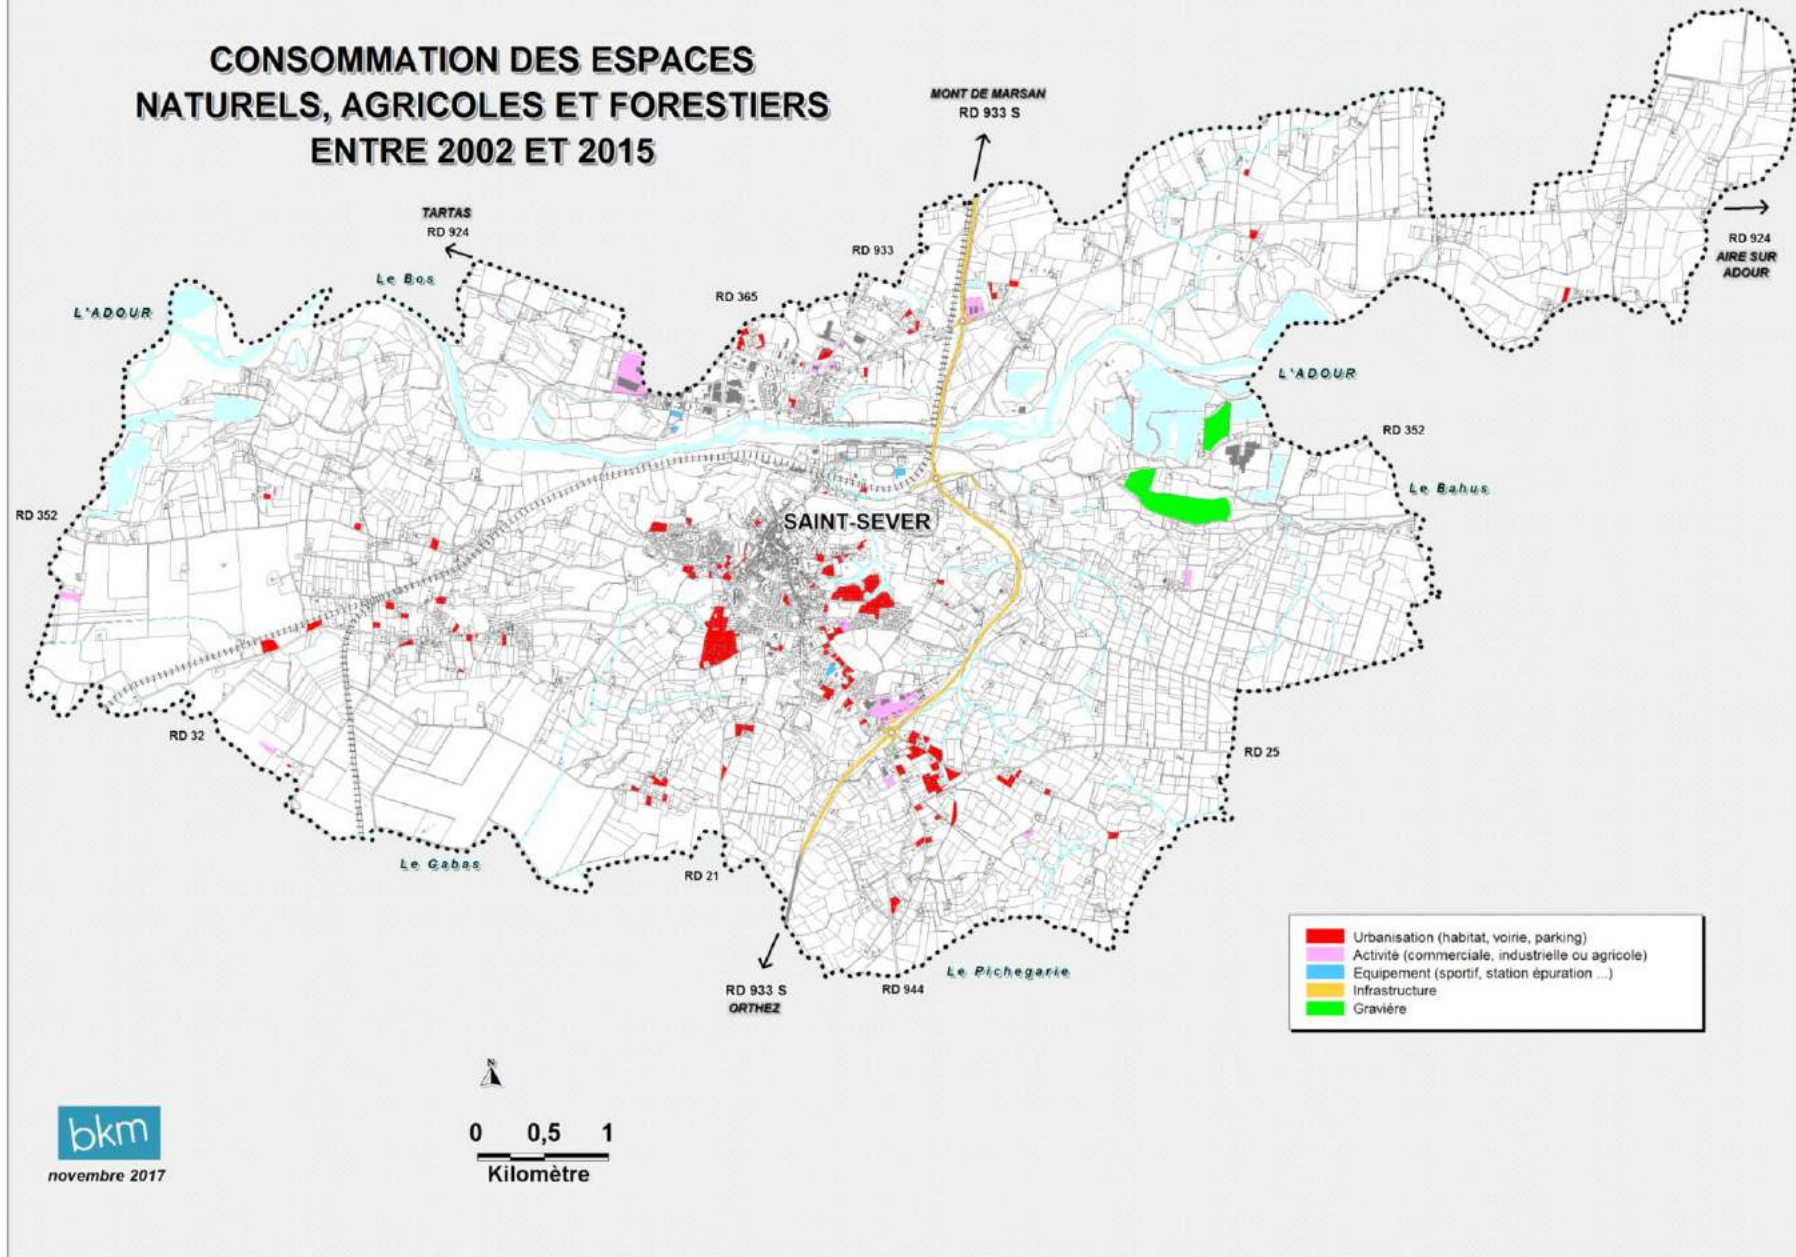 CONSOMMATION DES ESPACES
NATURELS, AGRICOLES ET FORESTIERS
ENTRE 2002 ET 2015
MONT DE MARSAN
RD 933 S
TARTAS
RD 924
RD 933
RD 924
AIRE SUR
ADOUR
Le Bos
RD 365
L'ADOUR
L'ADOUR
RD 352
Le Bahus
RD 352
SAINT-SEVER
RD 32
RD 25
Le Gabas
RD 21
Le Pichegarie
RD 933 S
ORTHEZ
RD 944
Urbanisation (habitat, voirie, parking)
Activité (commerciale, industrielle ou agricole)
Equipement (sportif, station épuration ...)
Infrastructure
Gravière
N
0 0,5 1
Kilomètre
bkm
novembre 2017